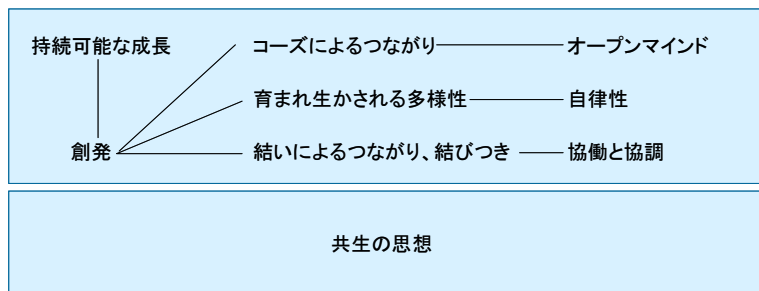 持続可能な成長 コーズによるつながり オープンマインド
育まれ生かされる多様性 自律性
創発 結いによるつながり、結びつき 協働と協調
共生の思想